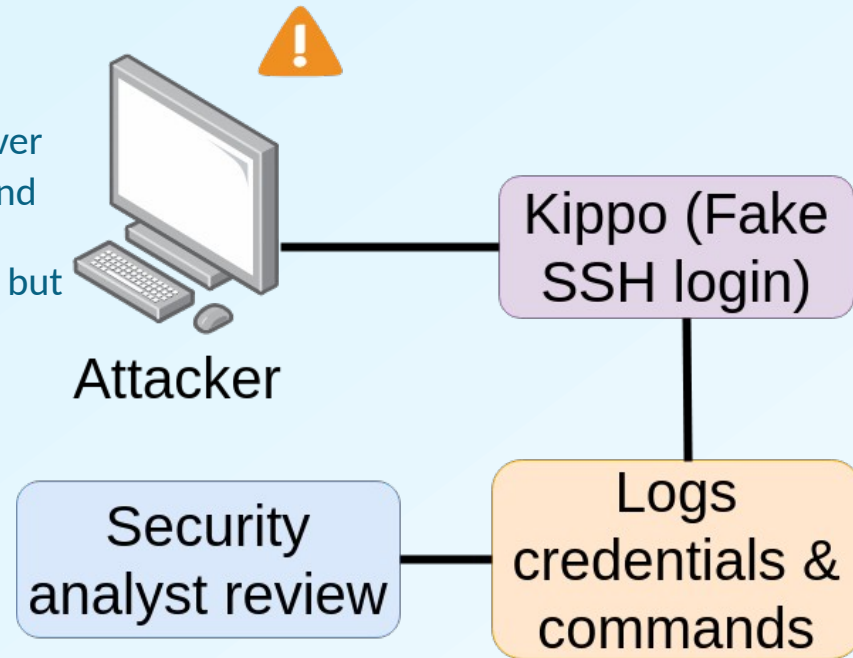 ver
nd
but
Attacker
Kippo (Fake
SSH login)
Logs
credentials &
commands
Security
analyst review